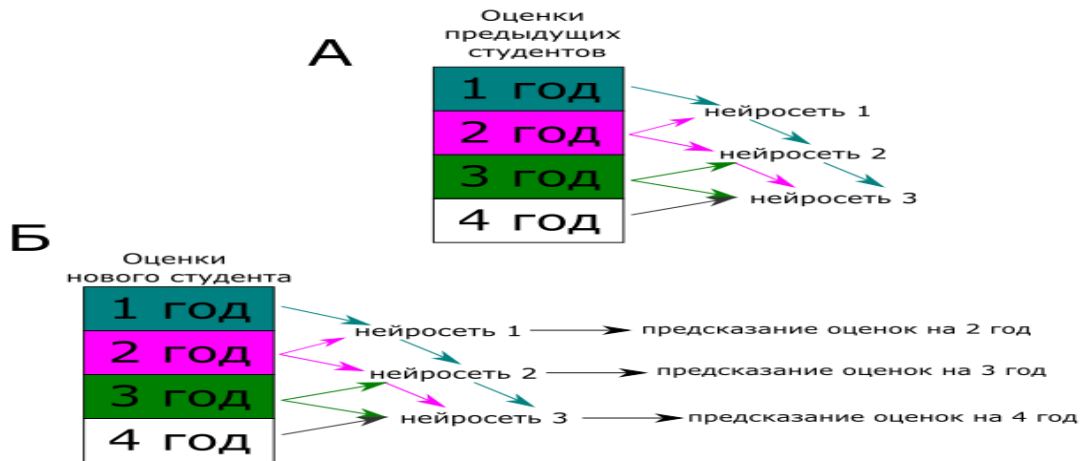 А
Оценки
предыдущих
студентов
1 год
2 год
3 год
4 год
нейросеть 1
нейросеть 2
нейросеть 3
Б
Оценки
нового студента
1 год
2 год
3 год
4 год
нейросеть 1
предсказание оценок на 2 год
нейросеть 2
предсказание оценок на 3 год
нейросеть 3
предсказание оценок на 4 год